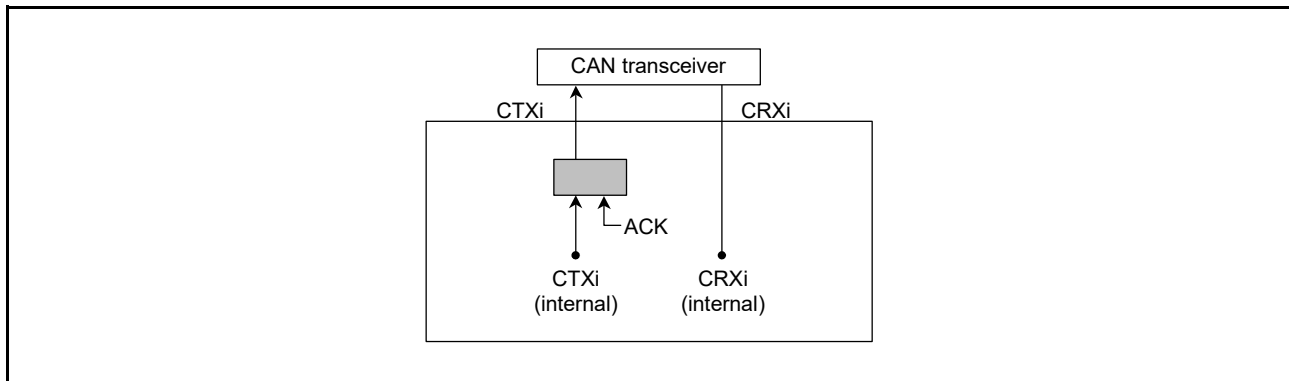 CAN transceiver
CTXi
CRXi
ACK
CTXi
(internal)
CRXi
(internal)